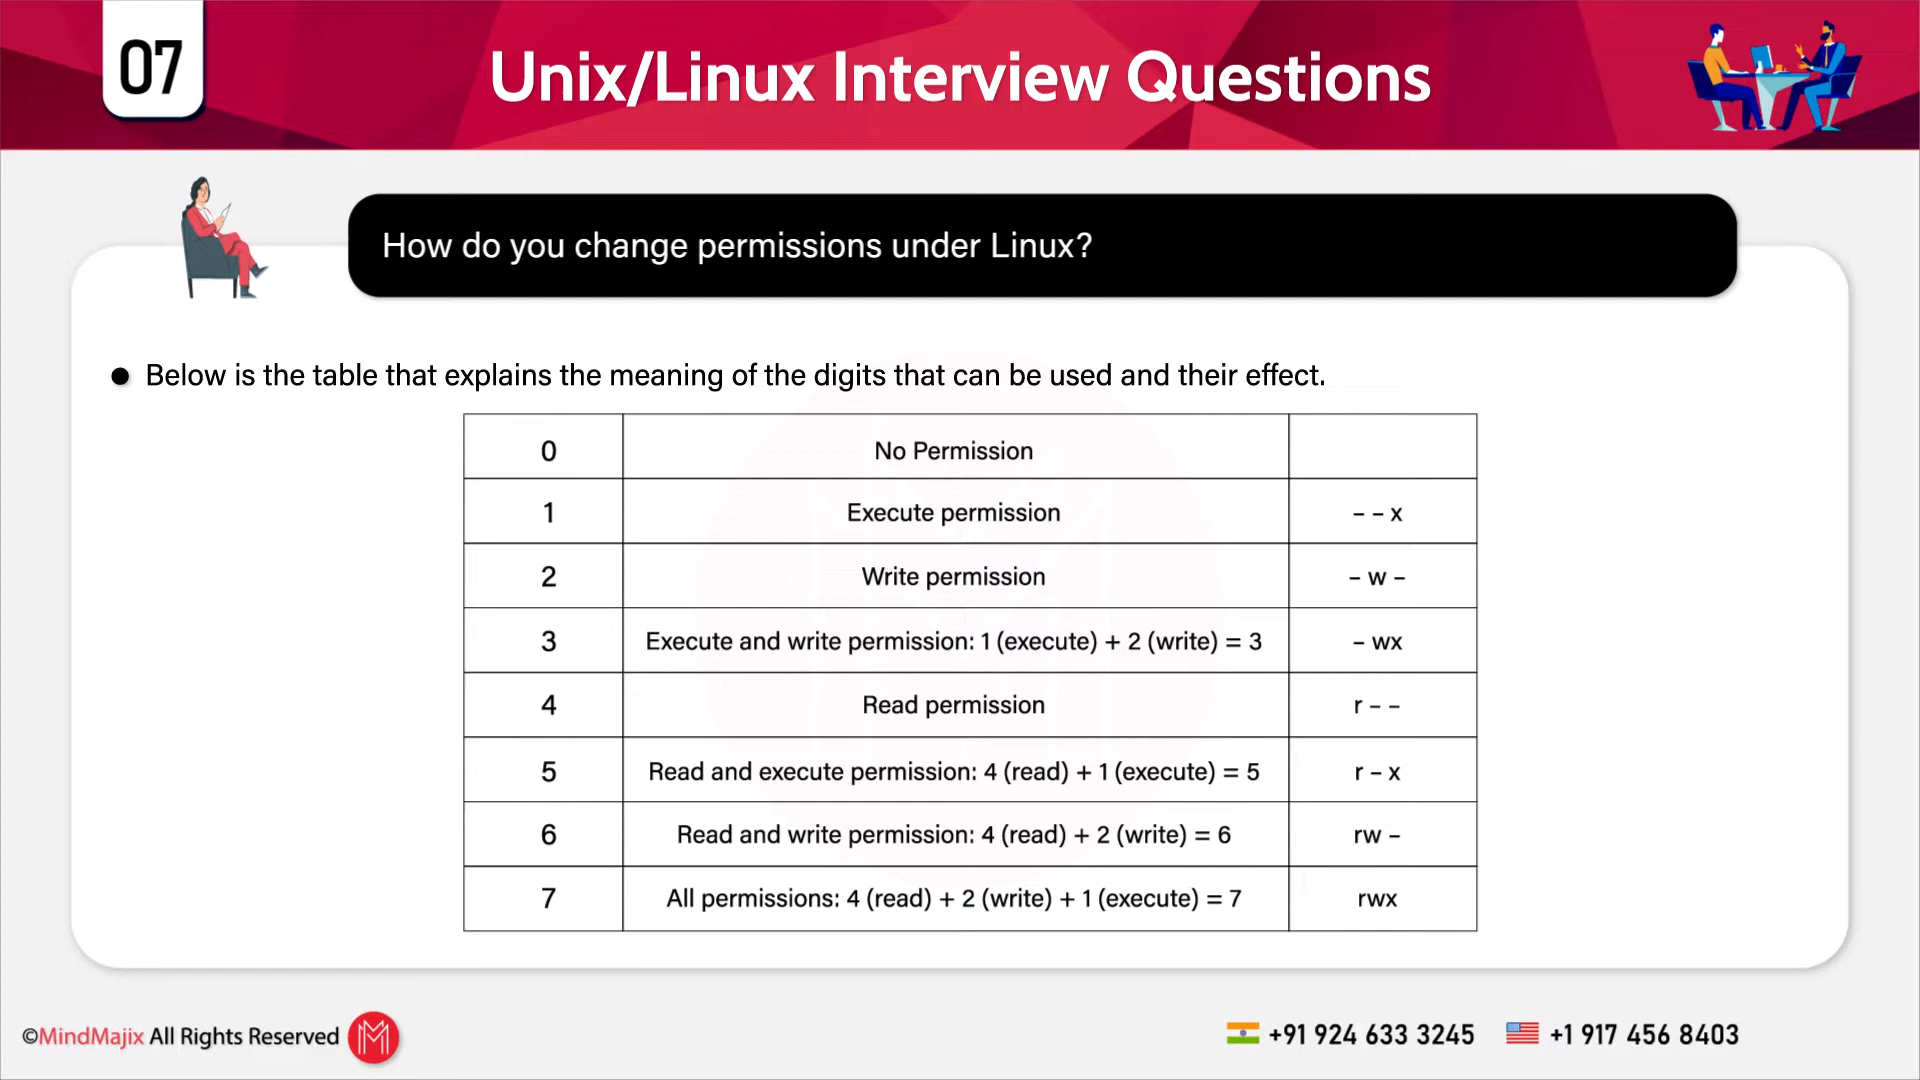 07
Unix/Linux Interview Questions
How do you change permissions under Linux?
● Below is the table that explains the meaning of the digits that can be used and their effect.
0 No Permission
1 Execute permission – – x
2 Write permission – w –
3 Execute and write permission: 1 (execute) + 2 (write) = 3 – wx
4 Read permission r – –
5 Read and execute permission: 4 (read) + 1 (execute) = 5 r – x
6 Read and write permission: 4 (read) + 2 (write) = 6 rw –
7 All permissions: 4 (read) + 2 (write) + 1 (execute) = 7 rwx
©MindMajix All Rights Reserved M +91 924 633 3245 +1 917 456 8403